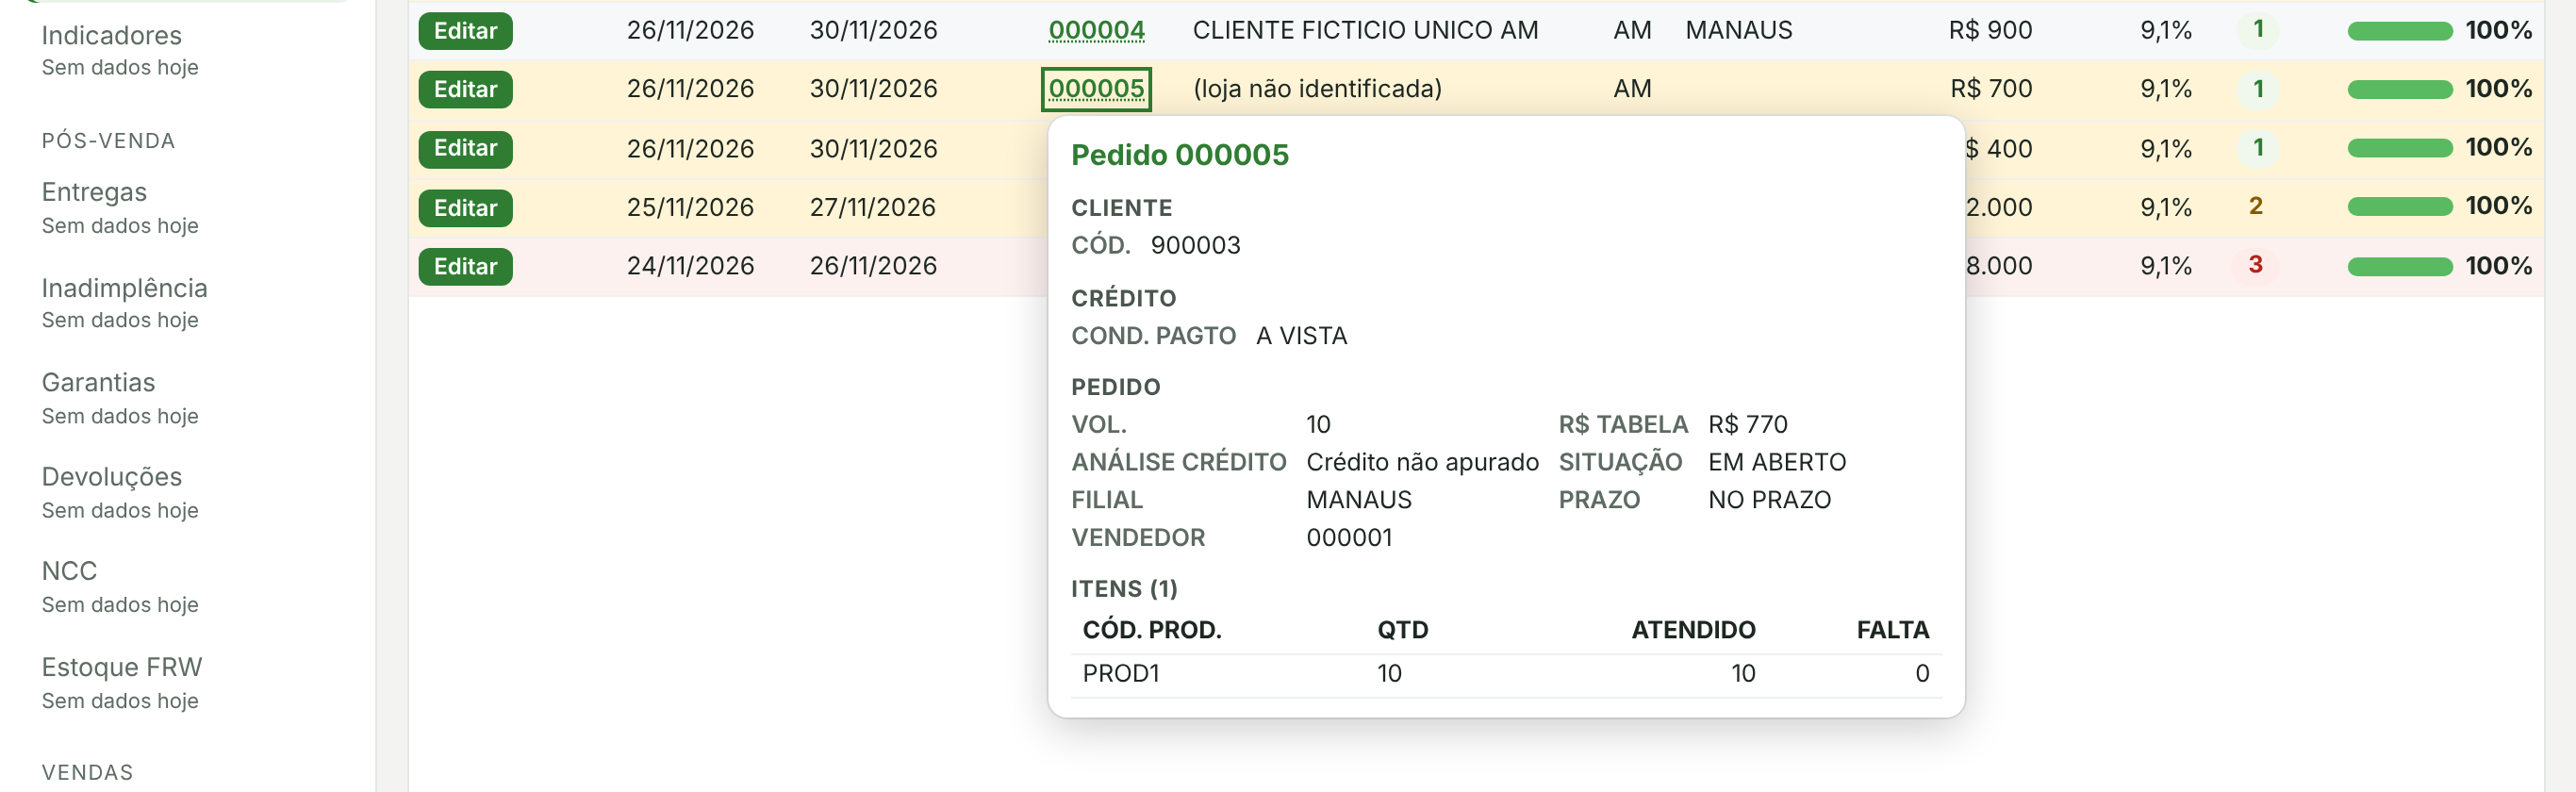 Indicadores
Sem dados hoje
PÓS-VENDA
Entregas
Sem dados hoje
Inadimplência
Sem dados hoje
Garantias
Sem dados hoje
Devoluções
Sem dados hoje
NCC
Sem dados hoje
Estoque FRW
Sem dados hoje
VENDAS
Editar 26/11/2026 30/11/2026 000004 CLIENTE FICTICIO UNICO AM AM MANAUS R$ 900 9,1% 1 100%
Editar 26/11/2026 30/11/2026 000005 (loja não identificada) AM R$ 700 9,1% 1 100%
Editar 26/11/2026 30/11/2026 $ 400 9,1% 1 100%
Editar 25/11/2026 27/11/2026 2.000 9,1% 2 100%
Editar 24/11/2026 26/11/2026 8.000 9,1% 3 100%
Pedido 000005
CLIENTE
CÓD. 900003
CRÉDITO
COND. PAGTO A VISTA
PEDIDO
VOL. 10 R$ TABELA R$ 770
ANÁLISE CRÉDITO Crédito não apurado SITUAÇÃO EM ABERTO
FILIAL MANAUS PRAZO NO PRAZO
VENDEDOR 000001
ITENS (1)
CÓD. PROD. QTD ATENDIDO FALTA
PROD1 10 10 0